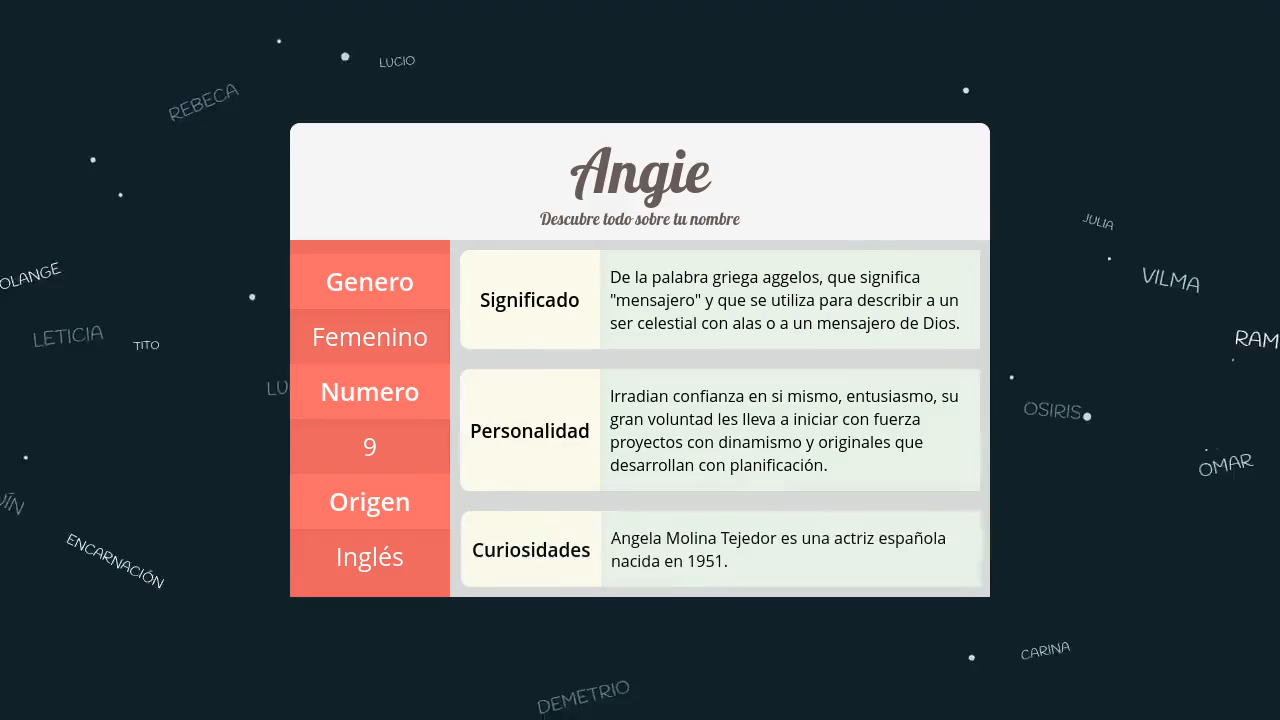 LUCIO
REBECA
Angie
Descubre todo sobre tu nombre
JULIA
OLANGE
VILMA
LETICIA
TITO
RAM
LU
OSIRIS
OMAR
ENCARNACIÓN
CARINA
DEMETRIO
Genero
Femenino
Numero
9
Origen
Inglés
Significado
De la palabra griega aggelos, que significa
"mensajero" y que se utiliza para describir a un
ser celestial con alas o a un mensajero de Dios.
Personalidad
Irradian confianza en si mismo, entusiasmo, su
gran voluntad les lleva a iniciar con fuerza
proyectos con dinamismo y originales que
desarrollan con planificación.
Curiosidades
Angela Molina Tejedor es una actriz española
nacida en 1951.